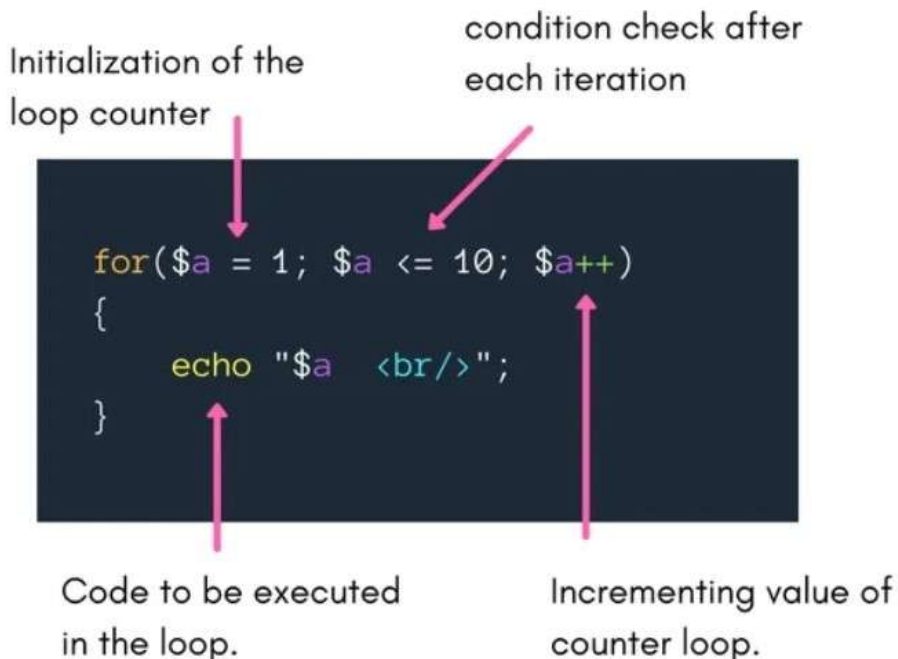 Initialization of the
loop counter
condition check after
each iteration
for($a = 1; $a <= 10; $a++)
{
echo "$a  <br/>";
}
Code to be executed
in the loop.
Incrementing value of
counter loop.